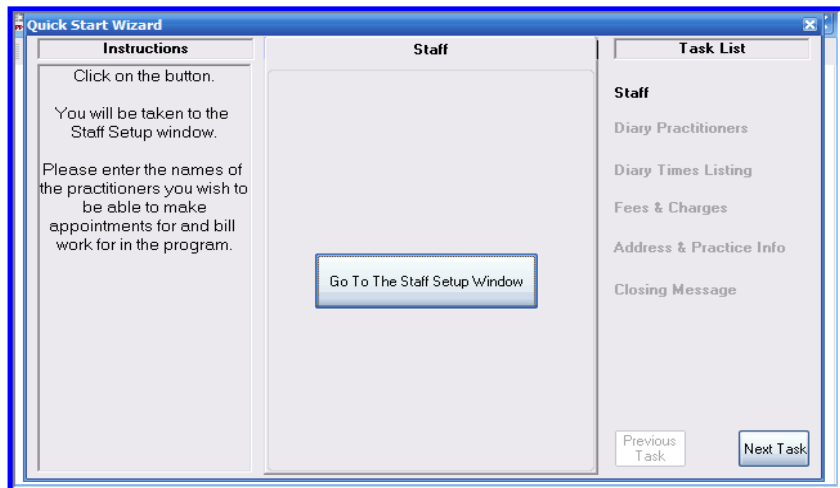 Quick Start Wizard
Instructions
Click on the button.
You will be taken to the
Staff Setup window.
Please enter the names of
the practitioners you wish to
be able to make
appointments for and bill
work for in the program.
Staff
Go To The Staff Setup Window
Task List
Staff
Diary Practitioners
Diary Times Listing
Fees & Charges
Address & Practice Info
Closing Message
Previous
Task
Next Task